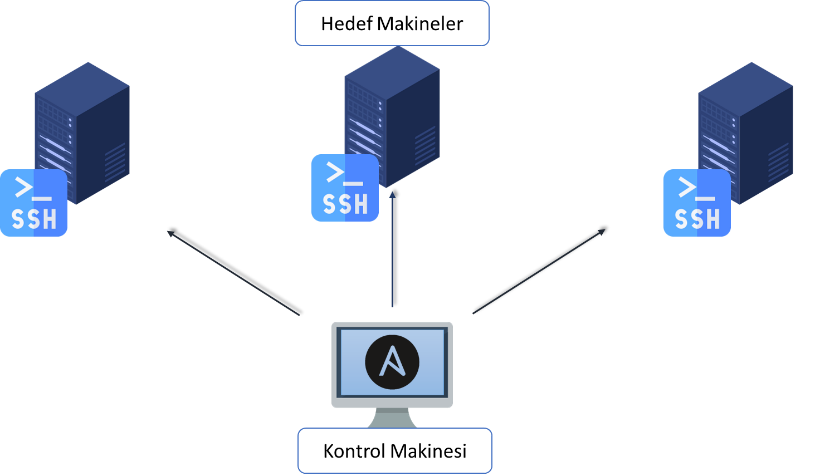 Hedef Makineler
>_
SSH
>_
SSH
>_
SSH
Kontrol Makinesi